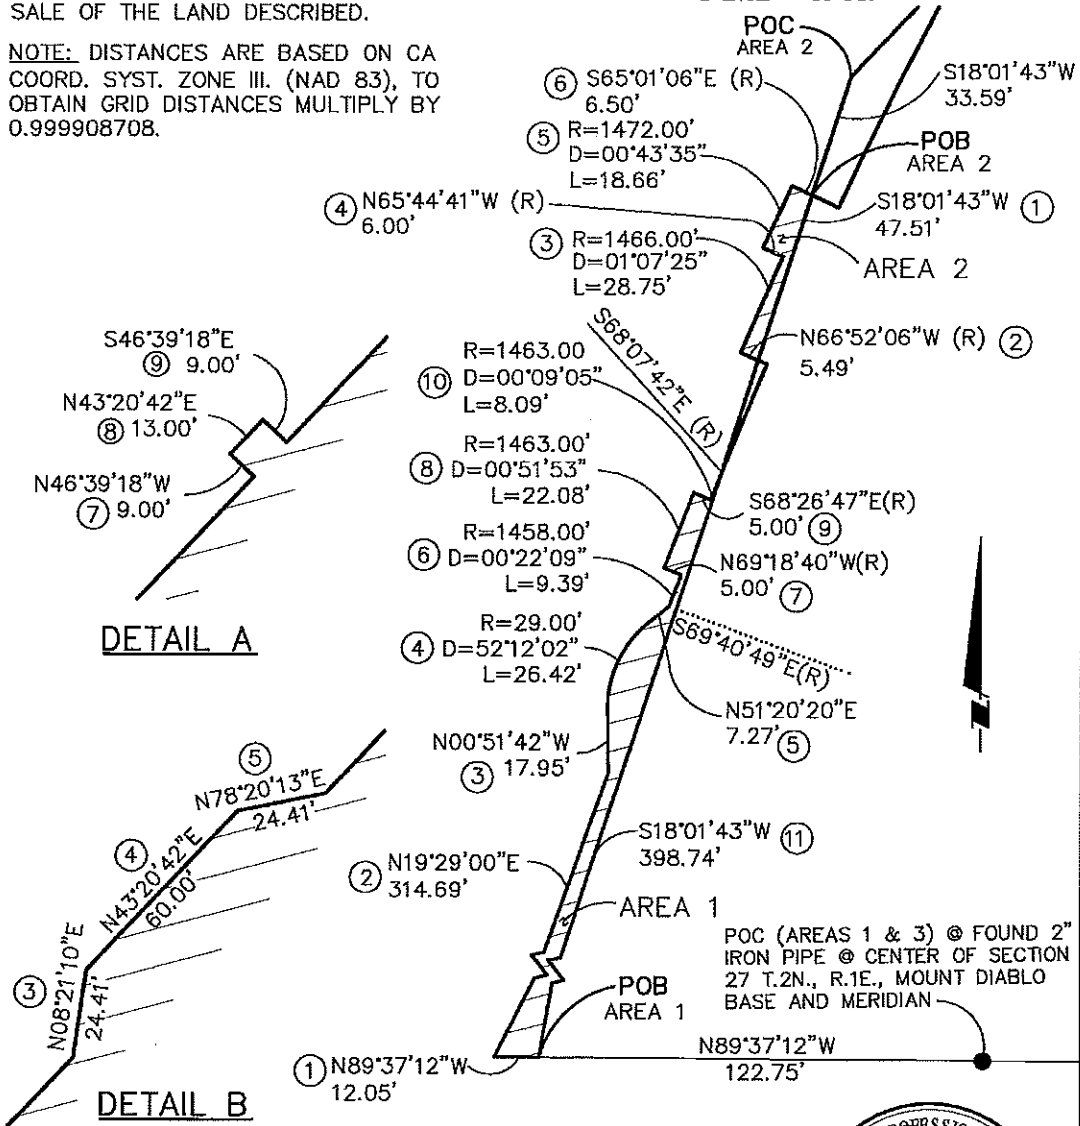 SALE OF THE LAND DESCRIBED.
NOTE: DISTANCES ARE BASED ON CA
COORD. SYST. ZONE III. (NAD 83), TO
OBTAIN GRID DISTANCES MULTIPLY BY
0.999908708.
POC
AREA 2
S18°01'43"W
33.59'
6 S65°01'06"E (R)
6.50'
5 R=1472.00'
D=00°43'35"
L=18.66'
POB
AREA 2
4 N65°44'41"W (R)
6.00'
S18°01'43"W 1
47.51'
3 R=1466.00'
D=01°07'25"
L=28.75'
AREA 2
N66°52'06"W (R) 2
5.49'
S68°07'42"E (R)
R=1463.00
10 D=00°09'05"
L=8.09'
R=1463.00'
8 D=00°51'53"
L=22.08'
S68°26'47"E(R)
5.00' 9
R=1458.00'
6 D=00°22'09"
L=9.39'
N69°18'40"W(R)
5.00' 7
R=29.00'
4 D=52°12'02"
L=26.42'
S69°40'49"E(R)
N51°20'20"E
7.27' 5
N00°51'42"W
3 17.95'
S18°01'43"W 11
398.74'
2 N19°29'00"E
314.69'
AREA 1
POC (AREAS 1 & 3) @ FOUND 2"
IRON PIPE @ CENTER OF SECTION
27 T.2N., R.1E., MOUNT DIABLO
BASE AND MERIDIAN
POB
AREA 1
N89°37'12"W
122.75'
1 N89°37'12"W
12.05'
S46°39'18"E
9 9.00'
N43°20'42"E
8 13.00'
N46°39'18"W
7 9.00'
DETAIL A
5
N78°20'13"E
24.41'
4
N43°20'42"E
60.00'
3
N08°21'10"E
24.41'
DETAIL B